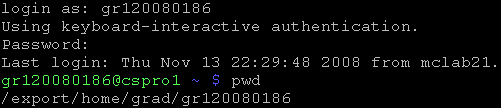 login as: gr120080186
Using keyboard-interactive authentication.
Password:
Last login: Thu Nov 13 22:29:48 2008 from mclab21.
gr120080186@cspro1 ~ $ pwd
/export/home/grad/gr120080186